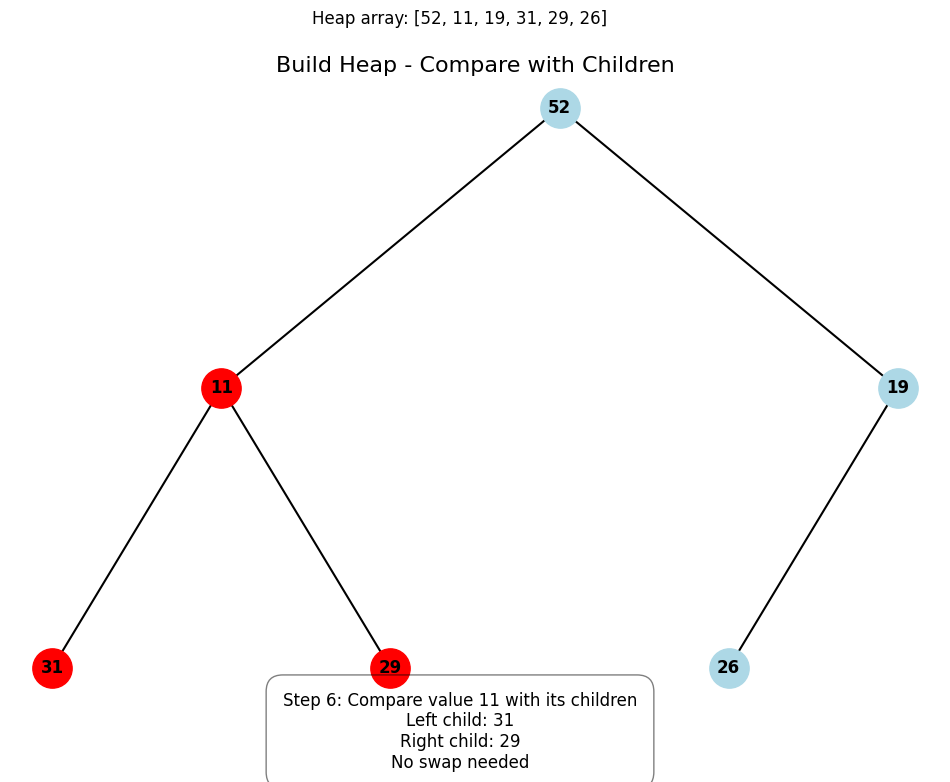 Heap array: [52, 11, 19, 31, 29, 26]
Build Heap - Compare with Children
52
11
19
31
29
26
Step 6: Compare value 11 with its children
Left child: 31
Right child: 29
No swap needed